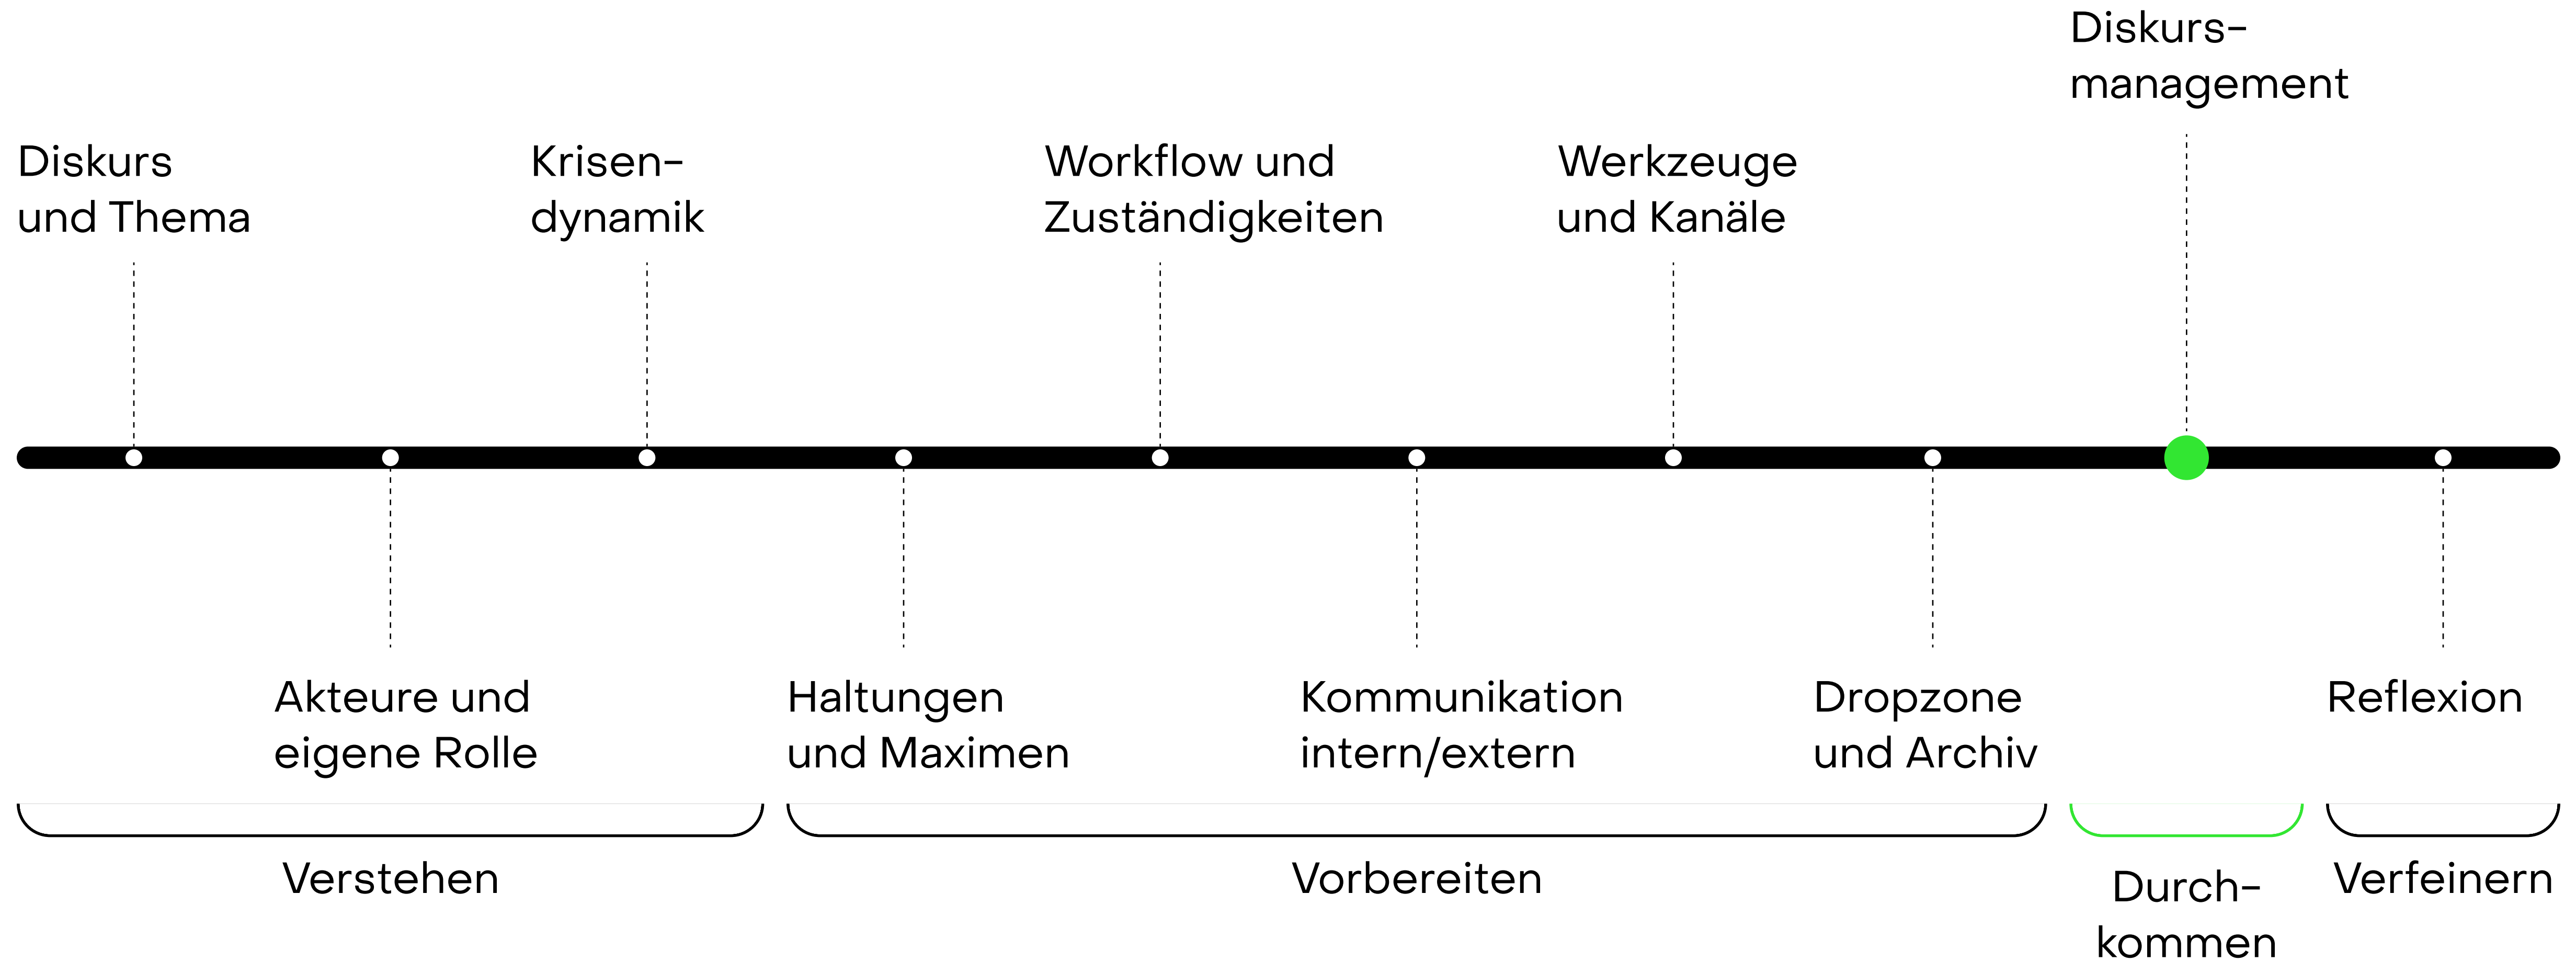 Diskurs-
management
Diskurs
und Thema
Krisen-
dynamik
Workflow und
Zuständigkeiten
Werkzeuge
und Kanäle
Akteure und
eigene Rolle
Haltungen
und Maximen
Kommunikation
intern/extern
Dropzone
und Archiv
Reflexion
Verstehen
Vorbereiten
Durch-
kommen
Verfeinern